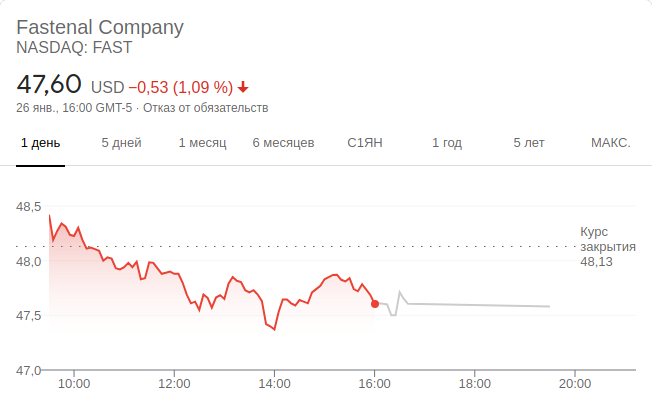 Fastenal Company
NASDAQ: FAST
47,60 USD −0,53 (1,09 %)
26 янв., 16:00 GMT-5 · Отказ от обязательств
1 день 5 дней 1 месяц 6 месяцев С1ЯН 1 год 5 лет МАКС.
48,5
Курс
закрытия
48,13
48,0
47,5
47,0
10:00 12:00 14:00 16:00 18:00 20:00